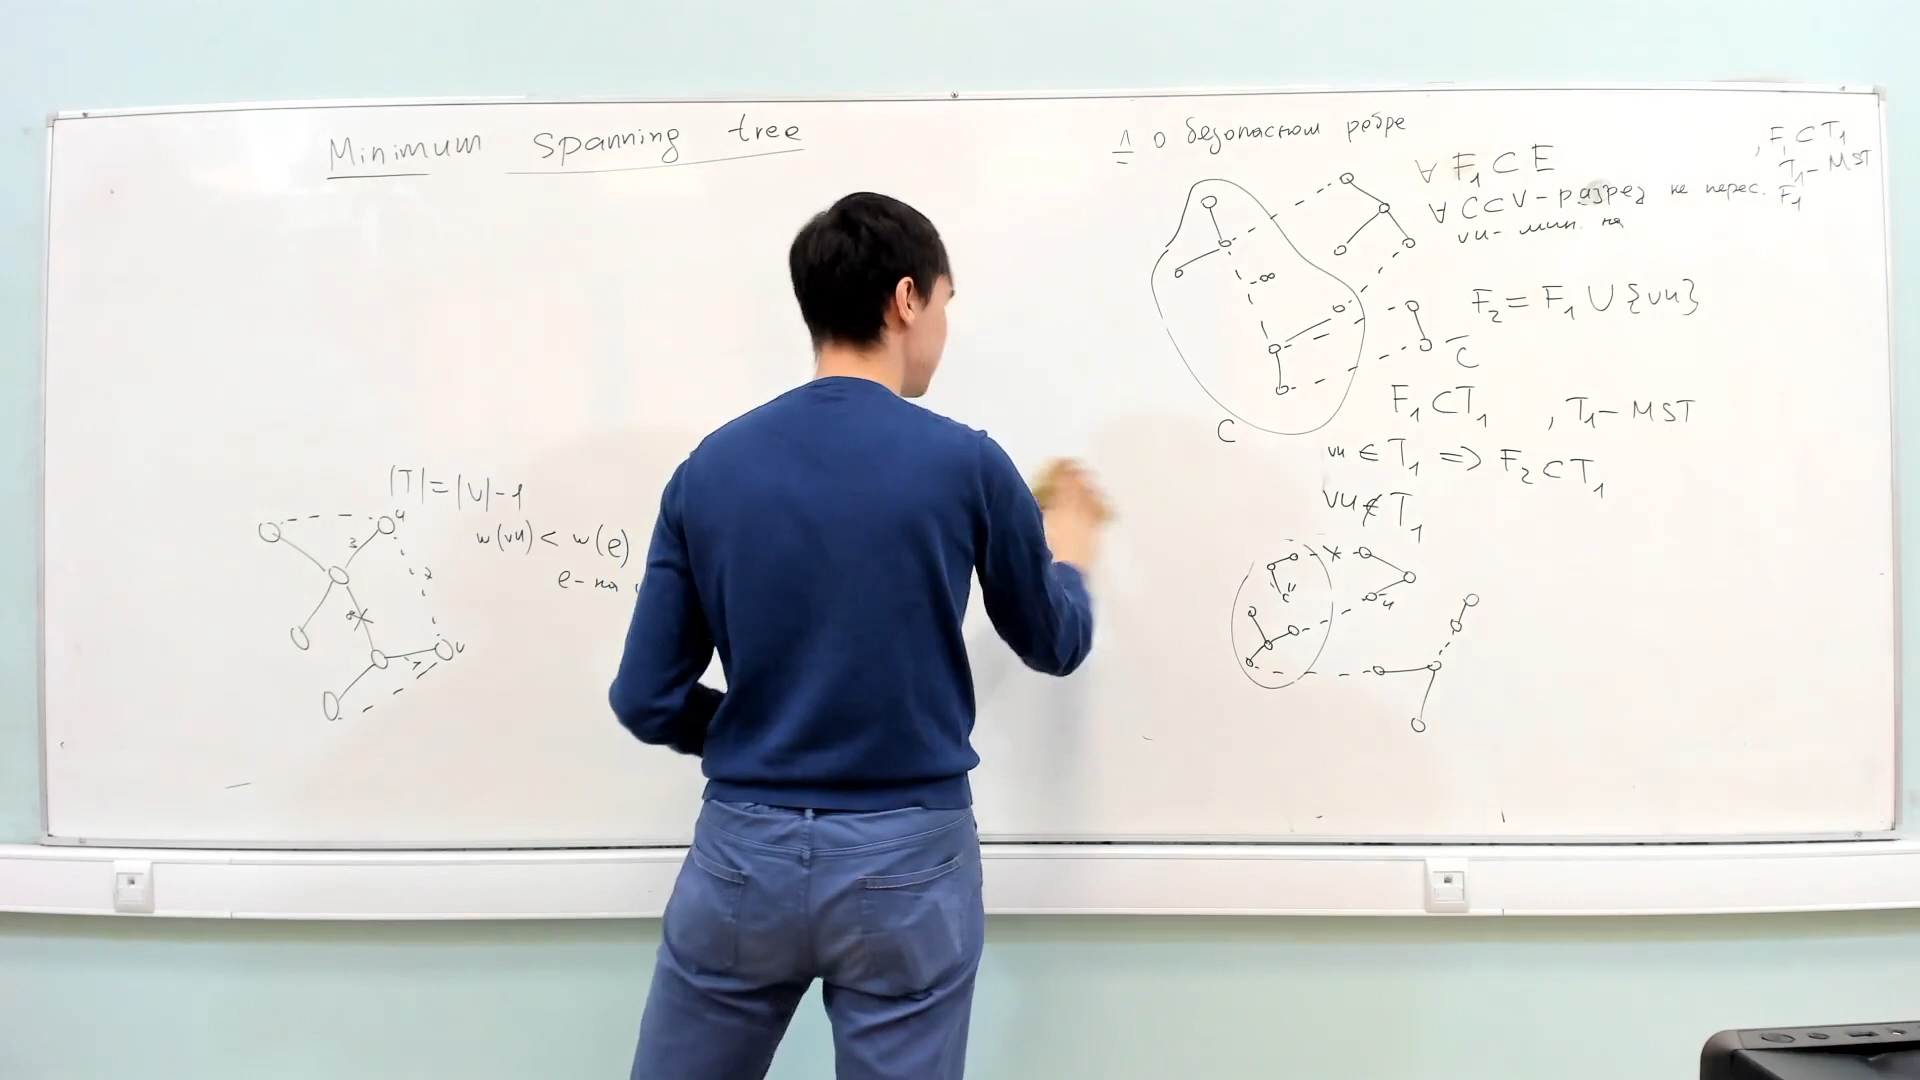 Minimum spanning tree
|T|=|V|-1
w(vu) < w(e)
e - на
u
3
v
Л о безопасном ребре
∀ F₁ ⊂ E , F₁ ⊂ T₁
T₁ - MST
∀ C ⊂ V - разрез не перес. F₁
vu - мин. на
-∞
F₂ = F₁ ∪ {vu}
C̅
C
F₁ ⊂ T₁ , T₁ - MST
vu ∈ T₁ => F₂ ⊂ T₁
vu ∉ T₁
u